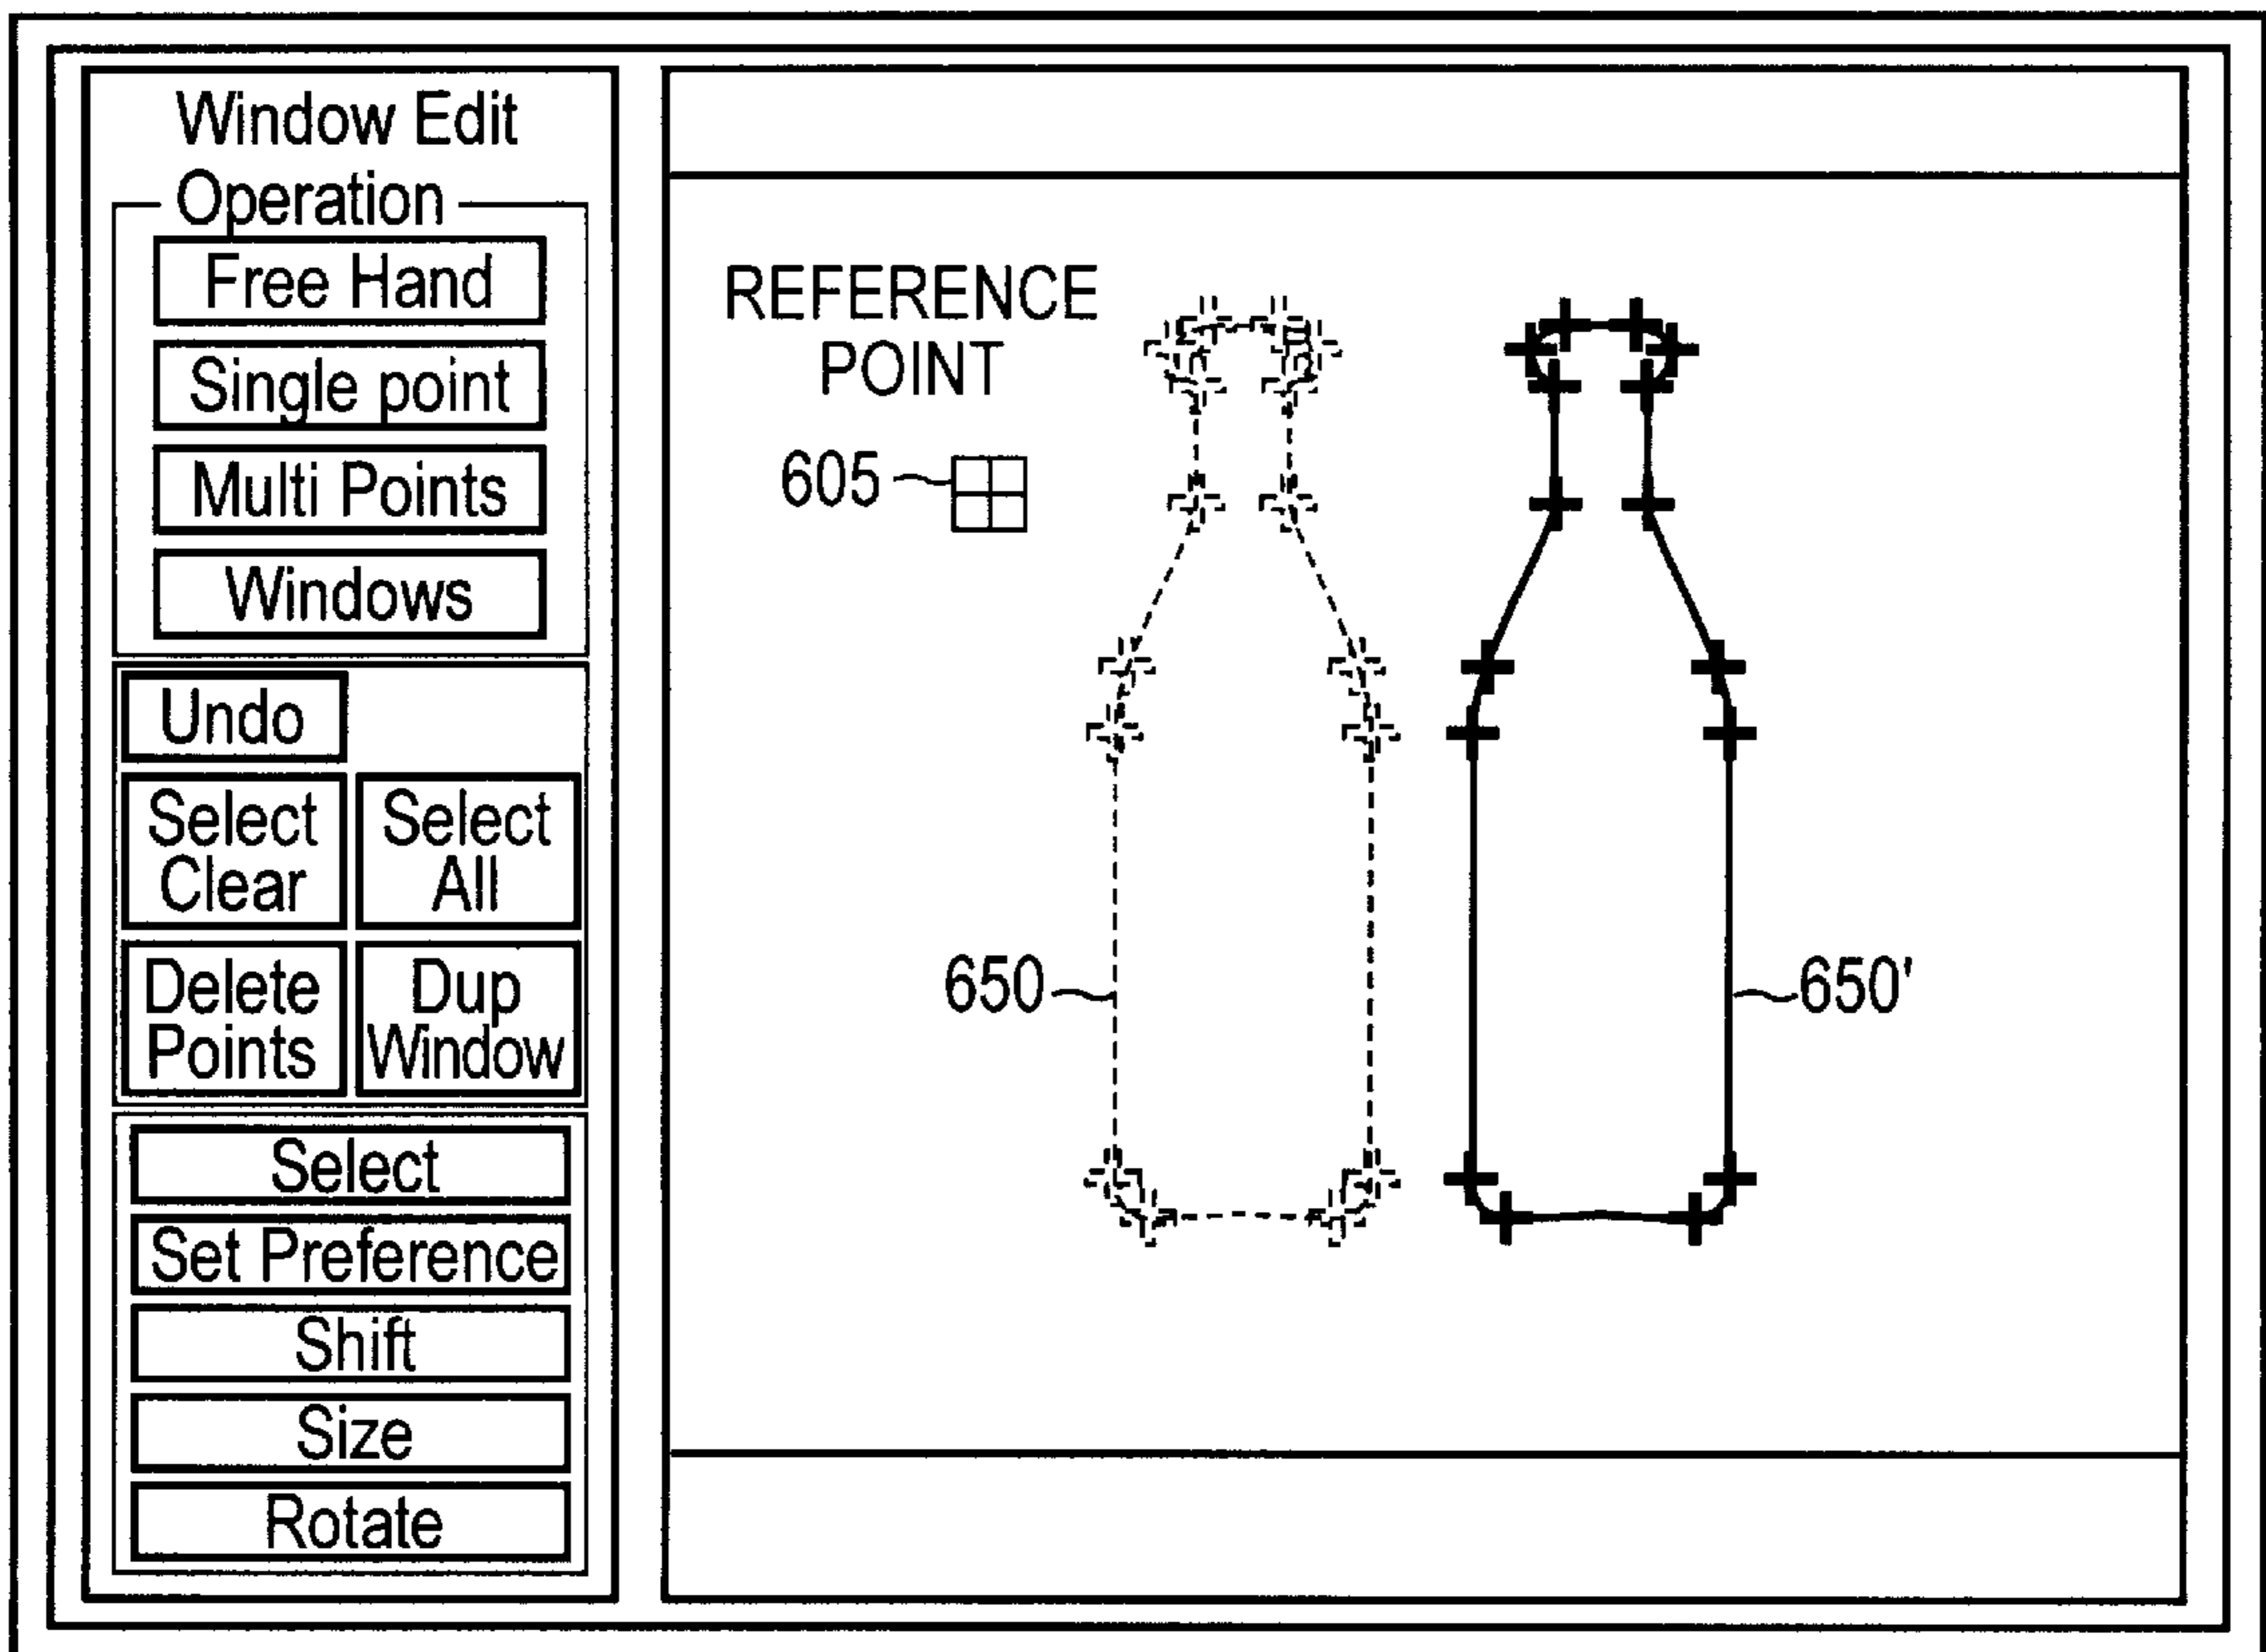 Window Edit
Operation
Free Hand
Single point
Multi Points
Windows
Undo
Select
Clear
Select
All
Delete
Points
Dup
Window
Select
Set Preference
Shift
Size
Rotate
REFERENCE
POINT
605
650
650'